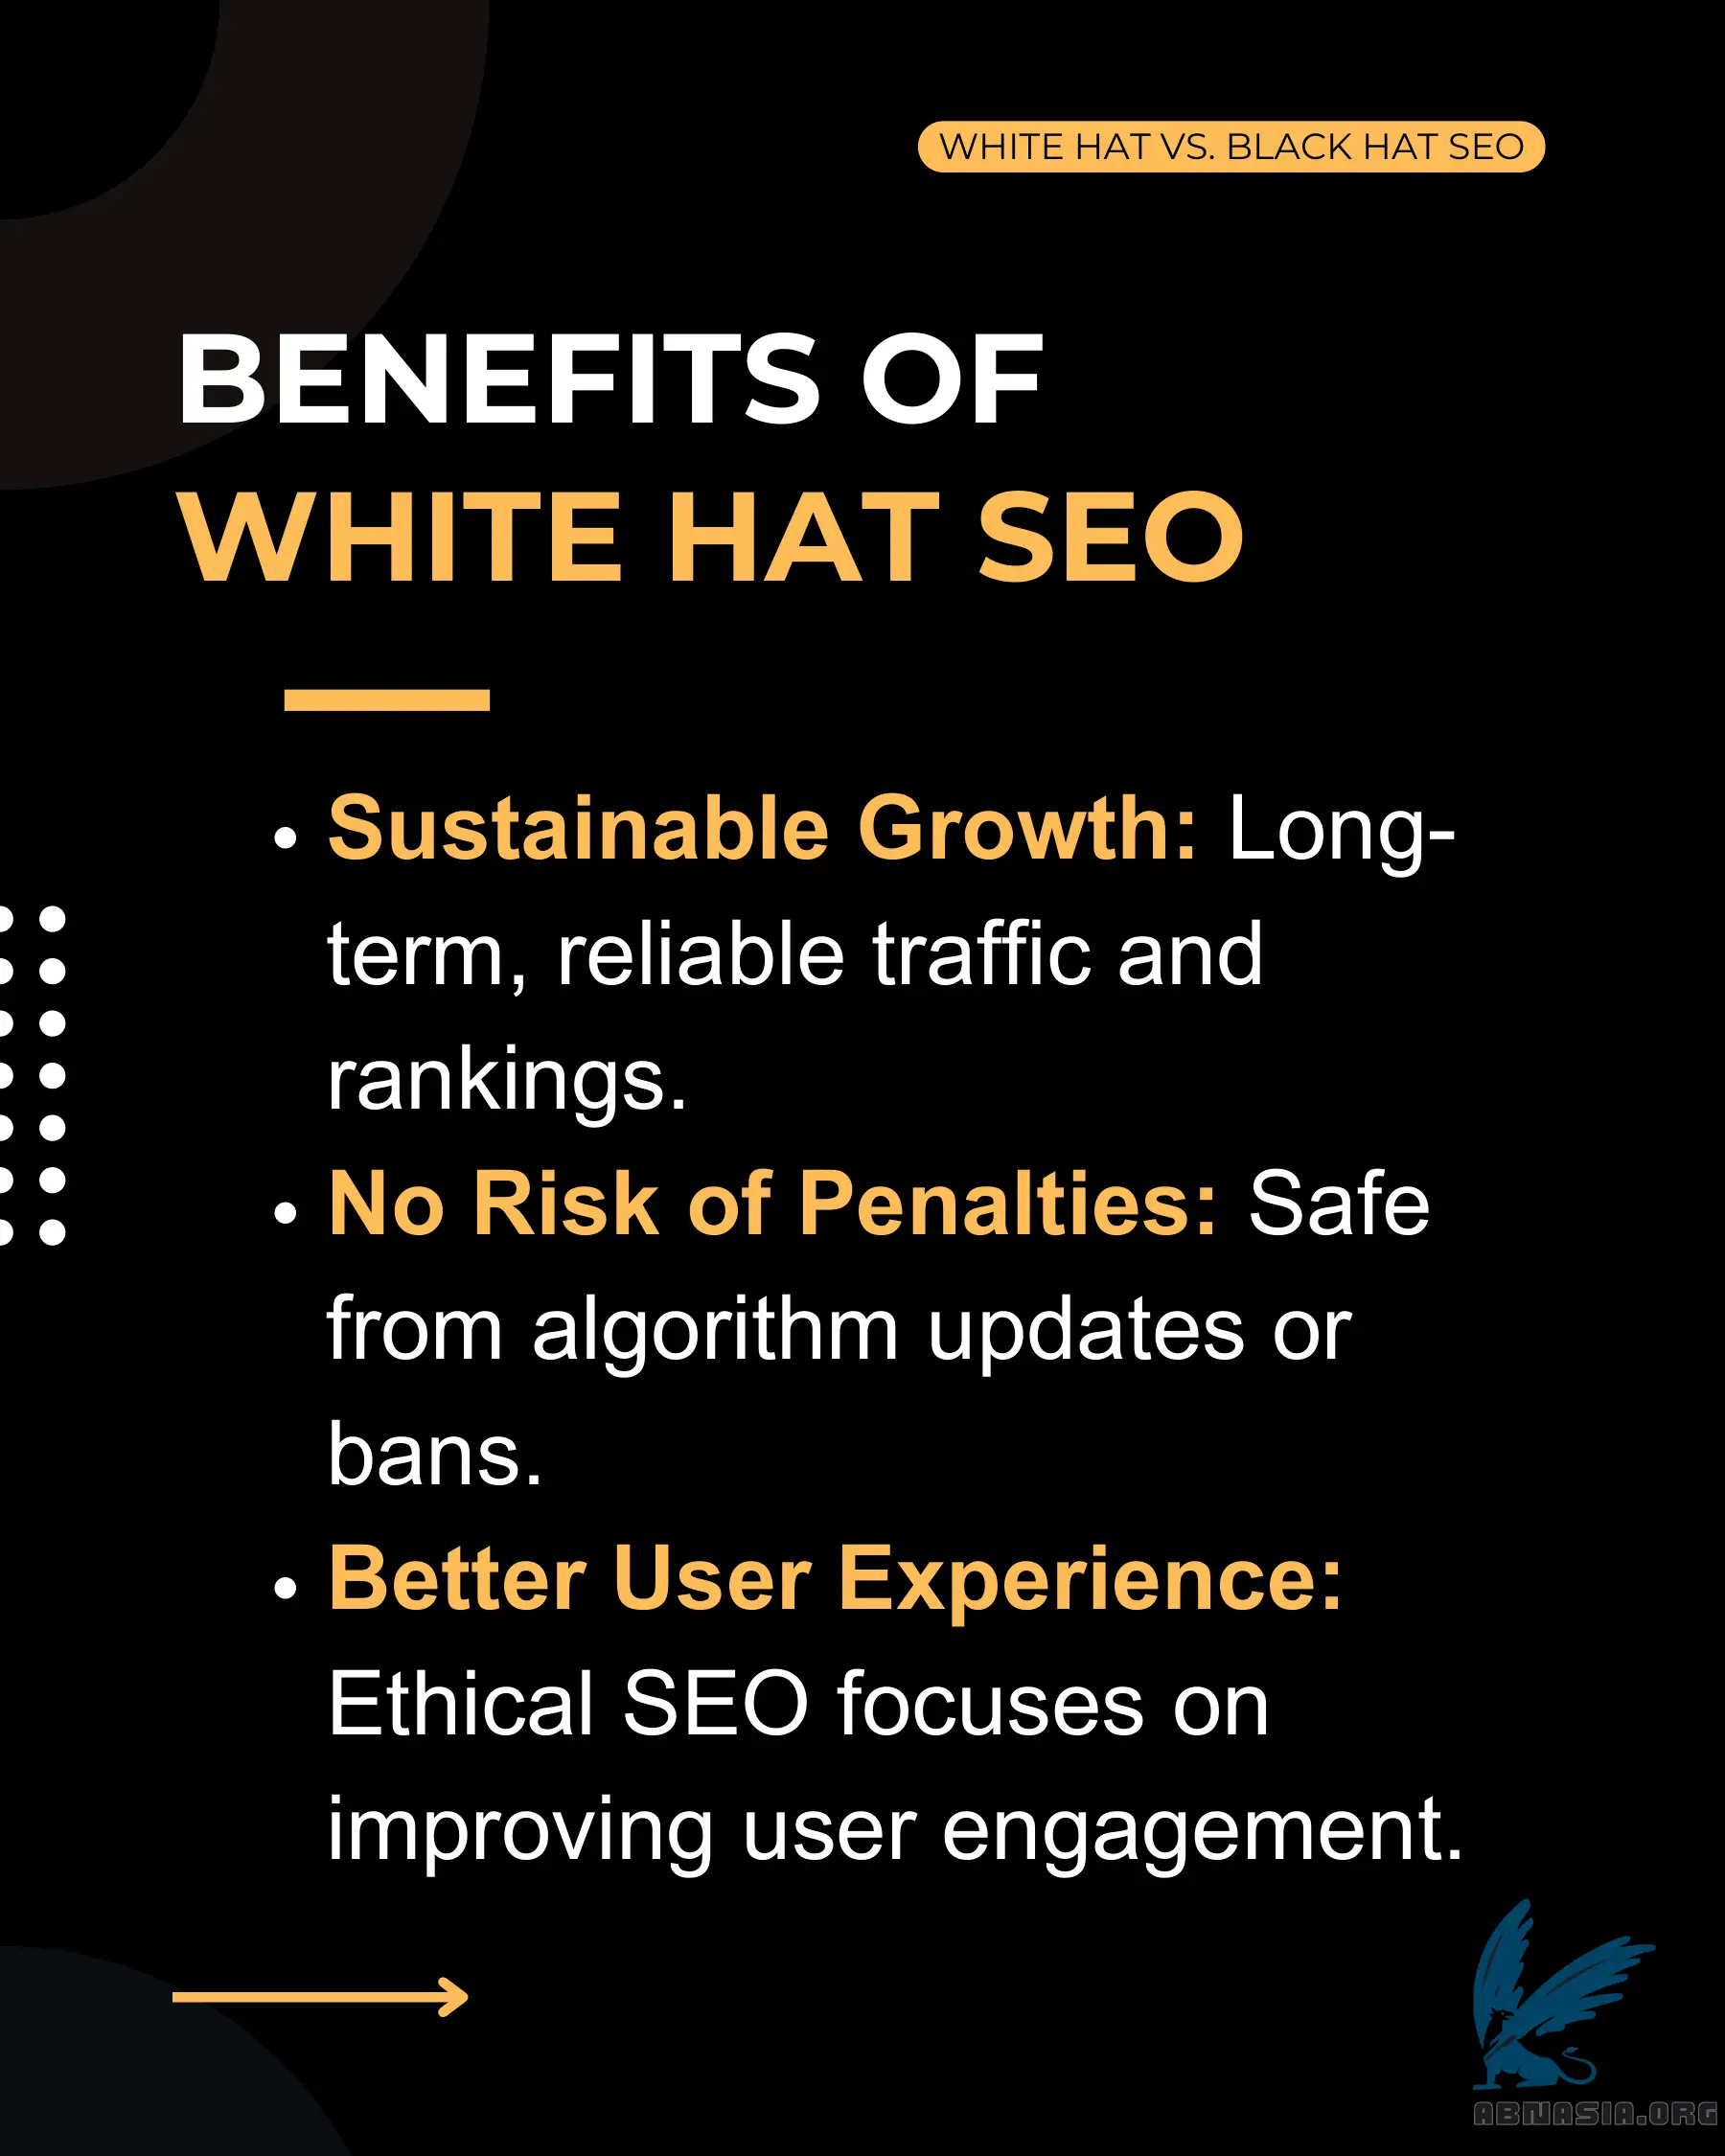 WHITE HAT VS. BLACK HAT SEO
BENEFITS OF
WHITE HAT SEO
• Sustainable Growth: Long-
term, reliable traffic and
rankings.
• No Risk of Penalties: Safe
from algorithm updates or
bans.
• Better User Experience:
Ethical SEO focuses on
improving user engagement.
ABNASIA.ORG